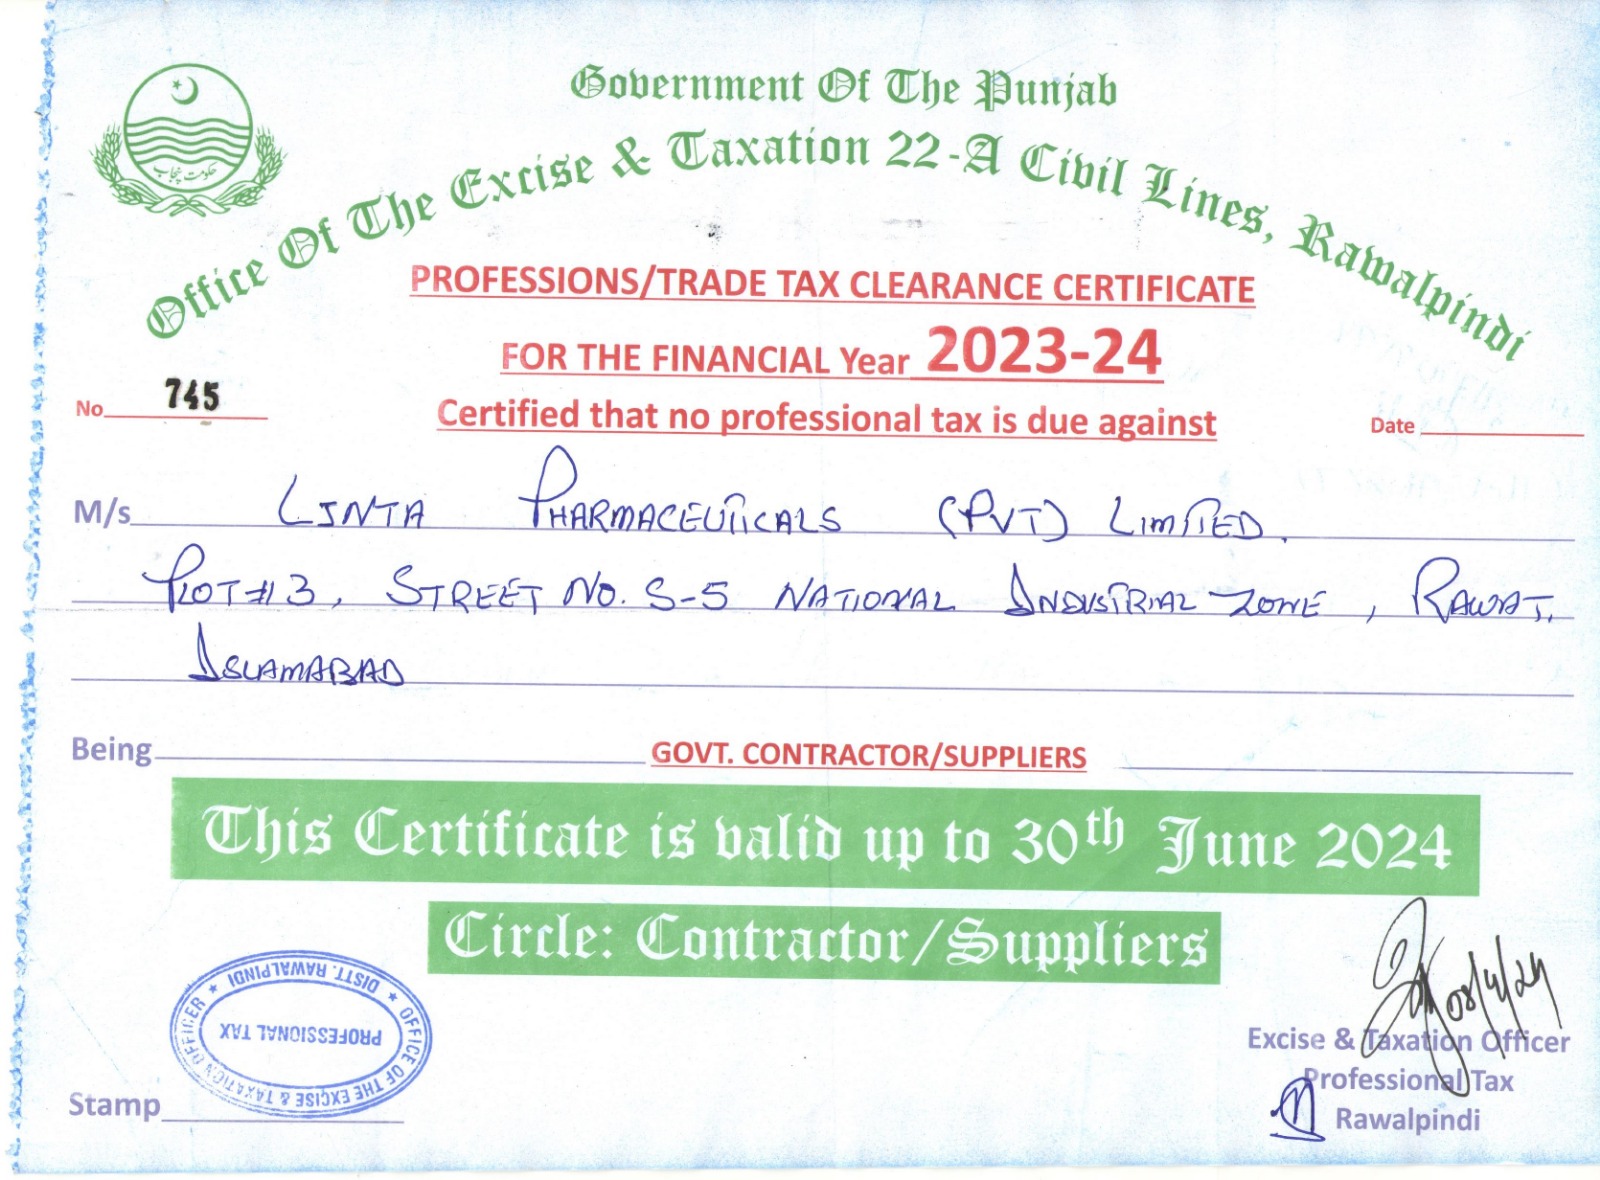 Government Of The Punjab
Office Of The Excise & Taxation 22-A Civil Lines, Rawalpindi
حکومت پنجاب
PROFESSIONS/TRADE TAX CLEARANCE CERTIFICATE
FOR THE FINANCIAL Year 2023-24
No 745
Certified that no professional tax is due against
Date
M/s LINTA PHARMACEUTICALS (PVT) LIMITED.
PLOT #13, STREET NO. S-5 NATIONAL INDUSTRIAL ZONE, RAWAT,
ISLAMABAD
Being GOVT. CONTRACTOR/SUPPLIERS
This Certificate is valid up to 30th June 2024
Circle: Contractor/Suppliers
OFFICE OF THE EXCISE & TAXATION OFFICER ★ DISTT. RAWALPINDI ★
PROFESSIONAL TAX
Stamp
08/4/24
Excise & Taxation Officer
Professional Tax
Rawalpindi